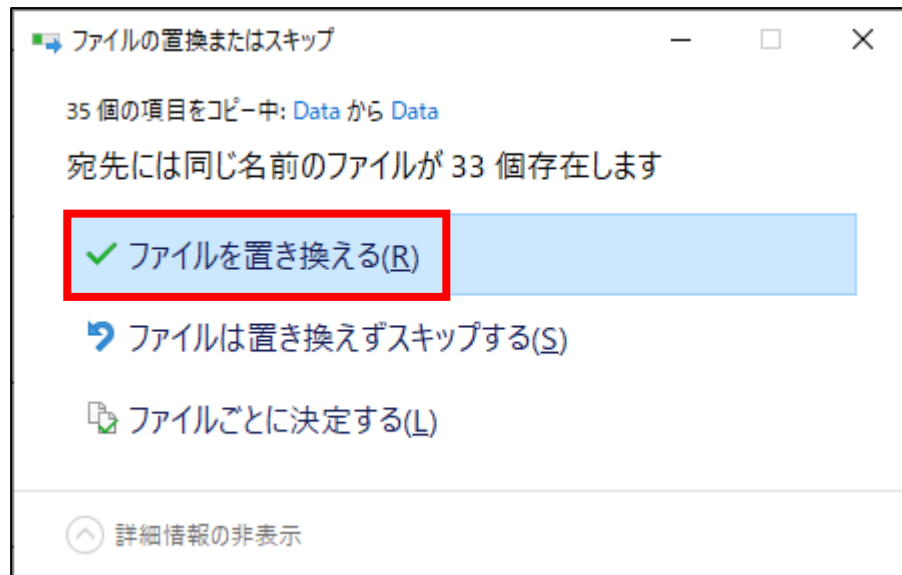 ファイルの置換またはスキップ
35 個の項目をコピー中: Data から Data
宛先には同じ名前のファイルが 33 個存在します
ファイルを置き換える(R)
ファイルは置き換えずスキップする(S)
ファイルごとに決定する(L)
詳細情報の非表示